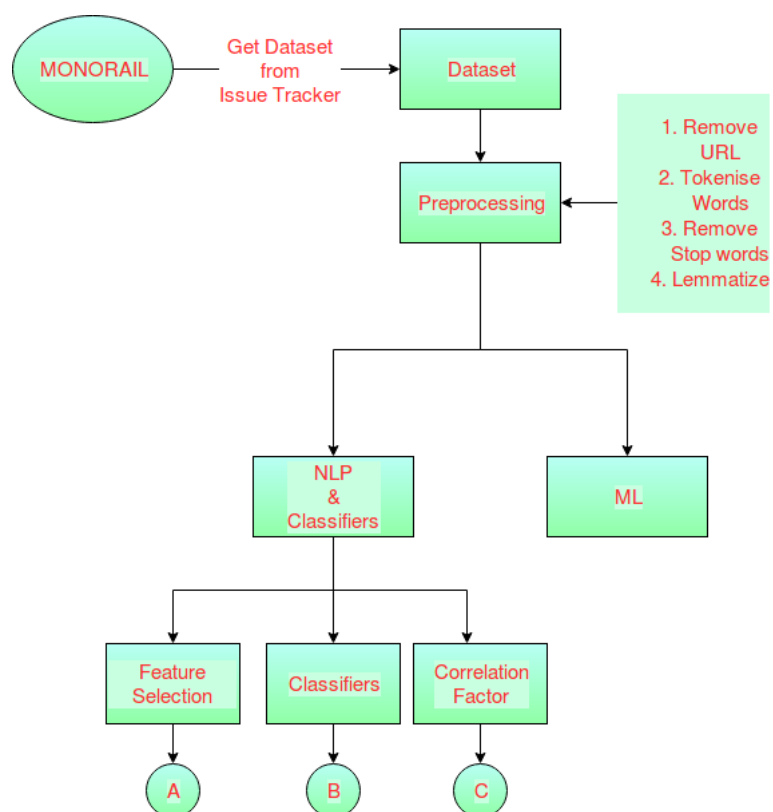 MONORAIL
Get Dataset
from
Issue Tracker
Dataset
1. Remove
URL
2. Tokenise
Words
3. Remove
Stop words
4. Lemmatize
Preprocessing
NLP
&
Classifiers
ML
Feature
Selection
Classifiers
Correlation
Factor
A
B
C